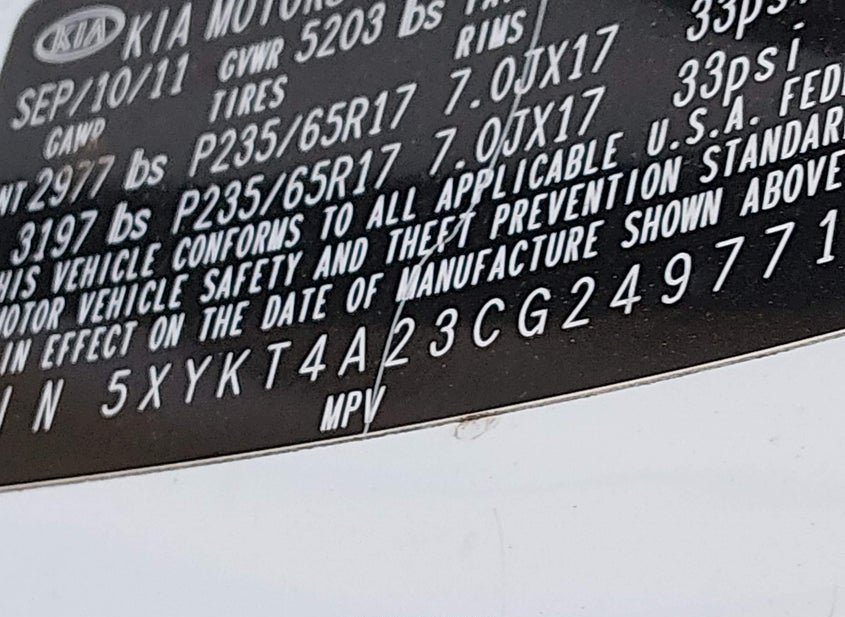 KIA KIA MOTORS
SEP/10/11 GVWR 5203 lbs
GAWR TIRES RIMS 33psi
2977 lbs P235/65R17 7.0JX17 33psi
3197 lbs P235/65R17 7.0JX17
HIS VEHICLE CONFORMS TO ALL APPLICABLE U.S.A. FEDE
MOTOR VEHICLE SAFETY AND THEFT PREVENTION STANDAR
IN EFFECT ON THE DATE OF MANUFACTURE SHOWN ABOVE
IN 5XYKT4A23CG249771
MPV